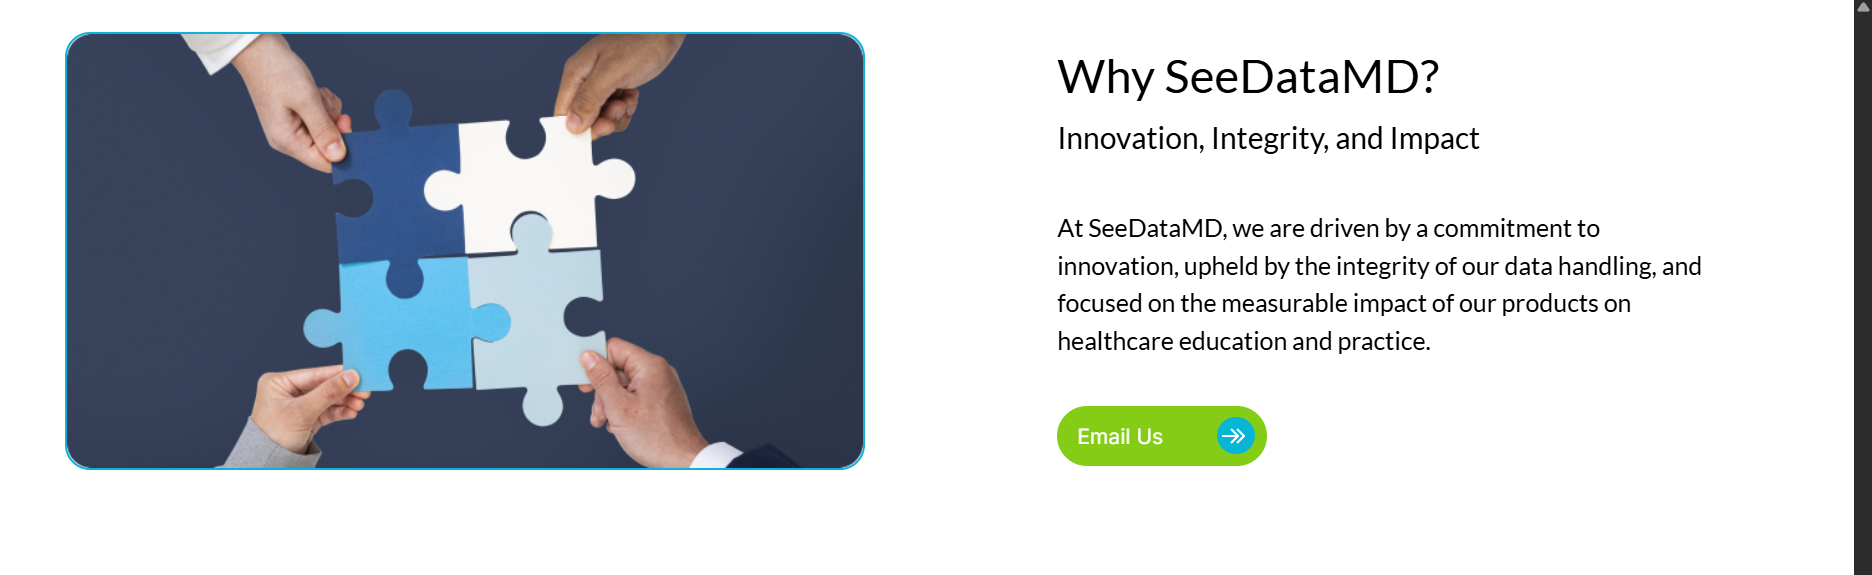 Why SeeDataMD?
Innovation, Integrity, and Impact
At SeeDataMD, we are driven by a commitment to
innovation, upheld by the integrity of our data handling, and
focused on the measurable impact of our products on
healthcare education and practice.
Email Us